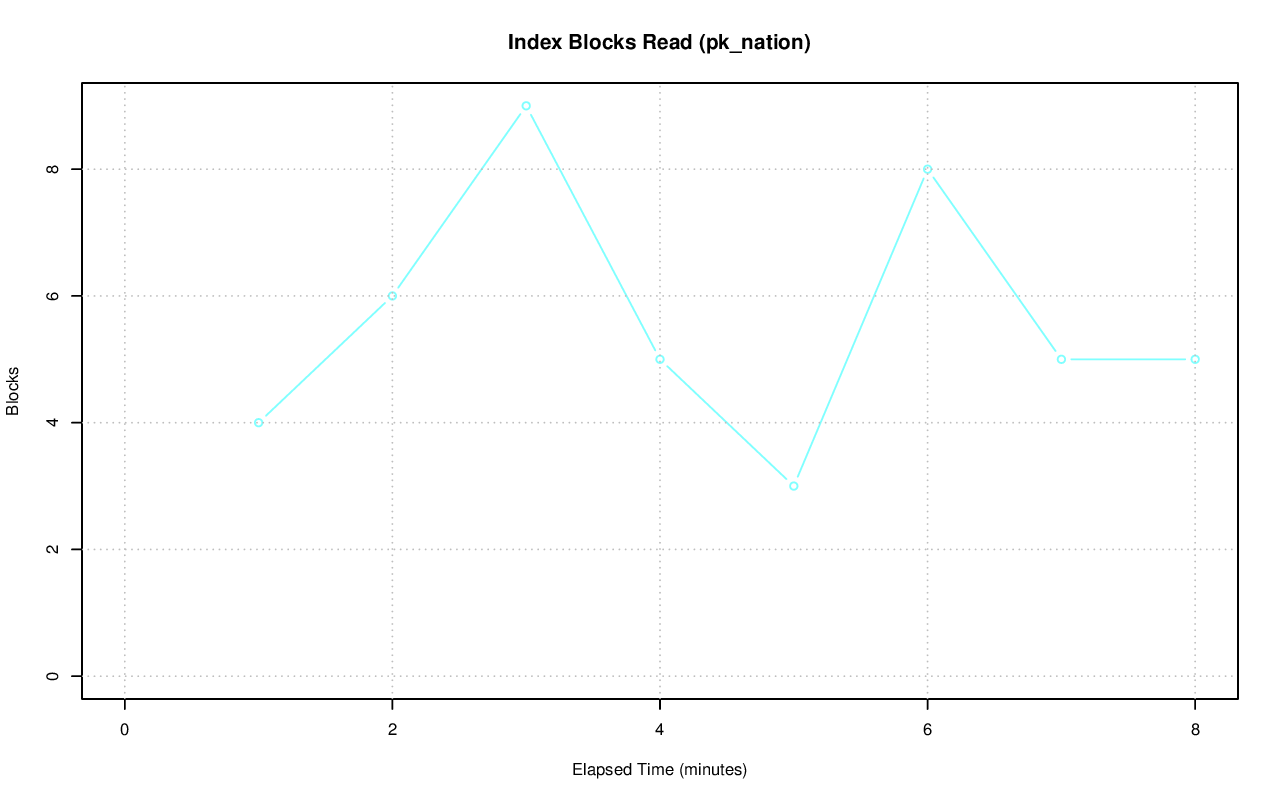 Index Blocks Read (pk_nation)
Blocks
8
6
4
2
0
0 2 4 6 8
Elapsed Time (minutes)